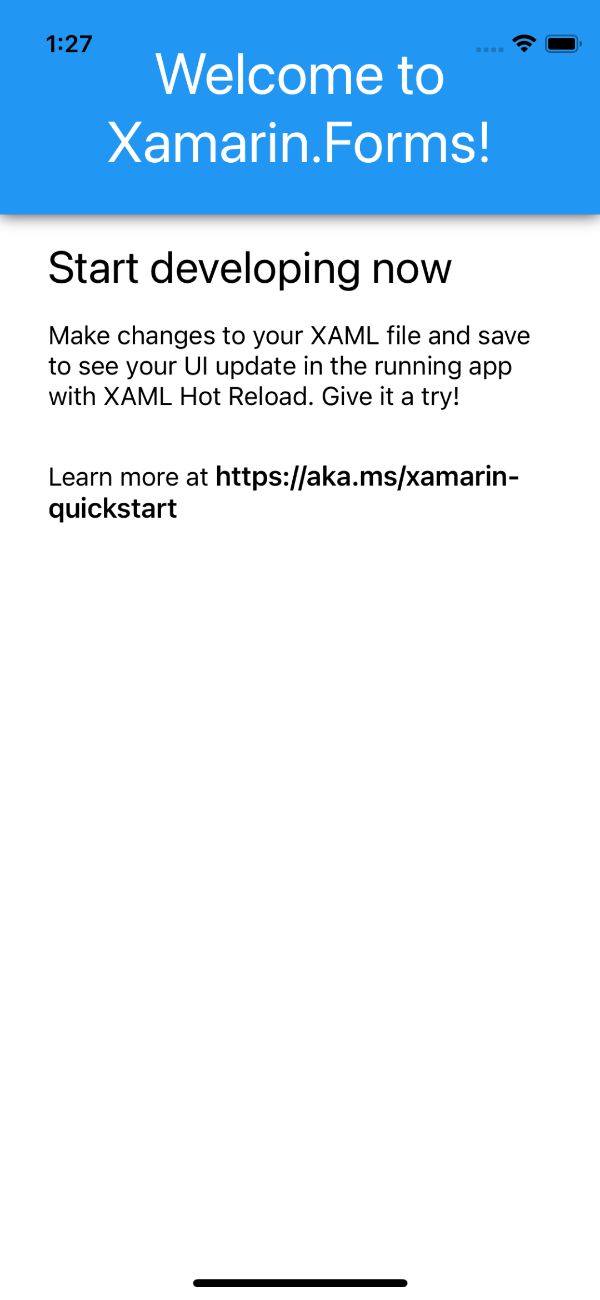 1:27
Welcome to
Xamarin.Forms!
Start developing now
Make changes to your XAML file and save
to see your UI update in the running app
with XAML Hot Reload. Give it a try!
Learn more at https://aka.ms/xamarin-
quickstart